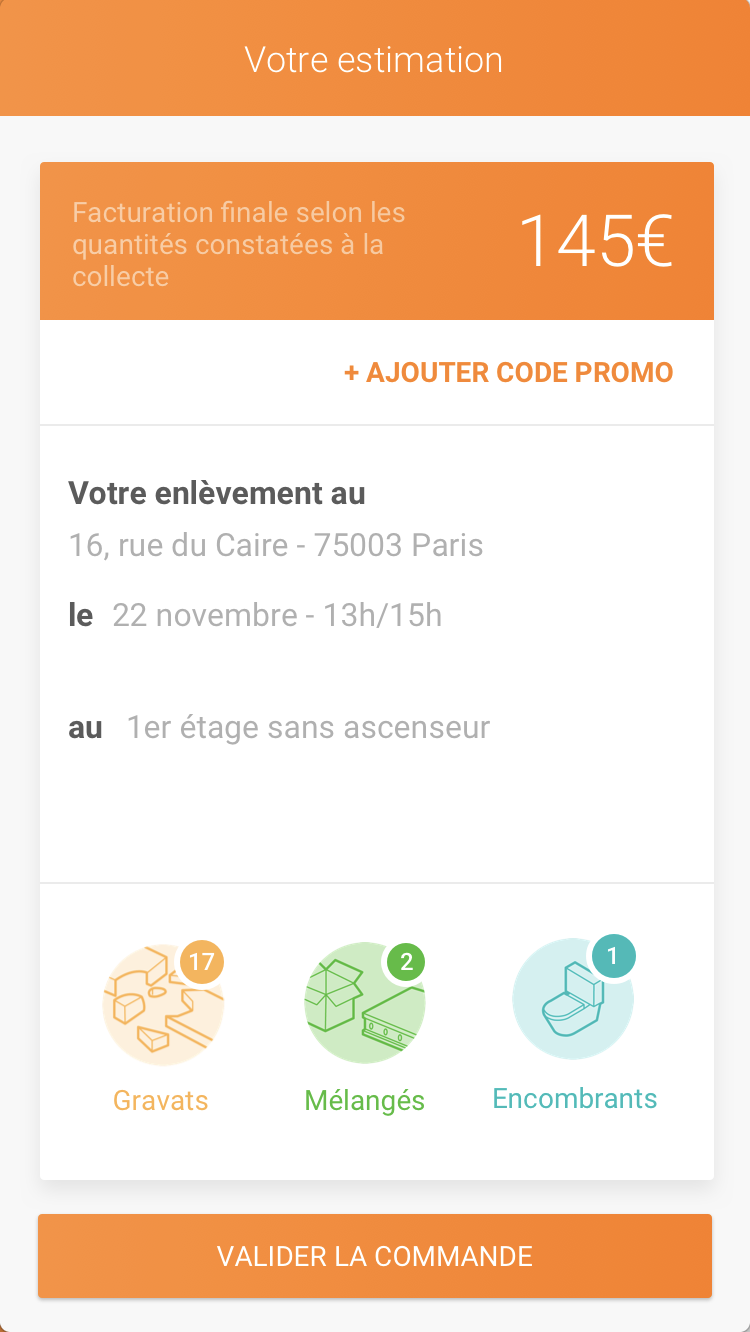 Votre estimation
Facturation finale selon les
quantités constatées à la
collecte
145€
+ AJOUTER CODE PROMO
Votre enlèvement au
16, rue du Caire - 75003 Paris
le 22 novembre - 13h/15h
au 1er étage sans ascenseur
17
2
1
Gravats
Mélangés
Encombrants
VALIDER LA COMMANDE